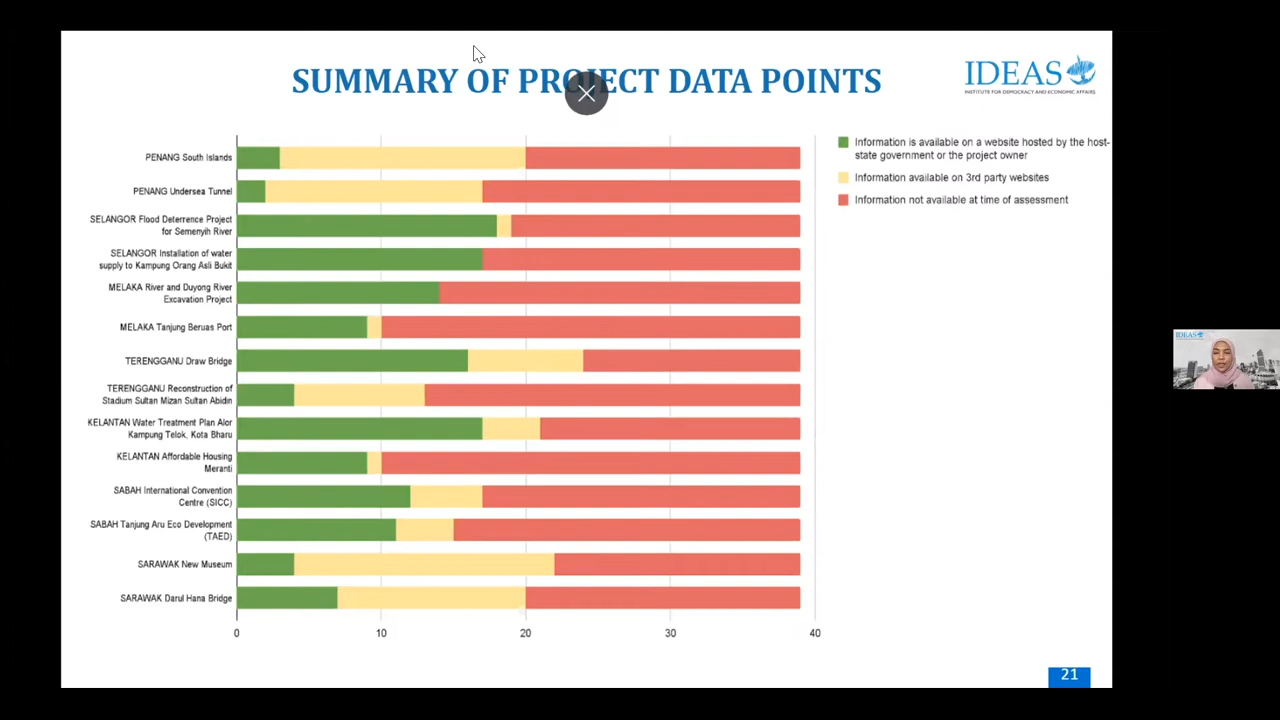 SUMMARY OF PROJECT DATA POINTS
IDEAS
INSTITUTE FOR DEMOCRACY AND ECONOMIC AFFAIRS
Information is available on a website hosted by the host-
state government or the project owner
Information available on 3rd party websites
Information not available at time of assessment
PENANG South Islands
PENANG Undersea Tunnel
SELANGOR Flood Deterrence Project
for Semenyih River
SELANGOR Installation of water
supply to Kampung Orang Asli Bukit
MELAKA River and Duyong River
Excavation Project
MELAKA Tanjung Beruas Port
TERENGGANU Draw Bridge
TERENGGANU Reconstruction of
Stadium Sultan Mizan Sultan Abidin
KELANTAN Water Treatment Plan Alor
Kampung Telok, Kota Bharu
KELANTAN Affordable Housing
Meranti
SABAH International Convention
Centre (SICC)
SABAH Tanjung Aru Eco Development
(TAED)
SARAWAK New Museum
SARAWAK Darul Hana Bridge
0 10 20 30 40
21
IDEAS